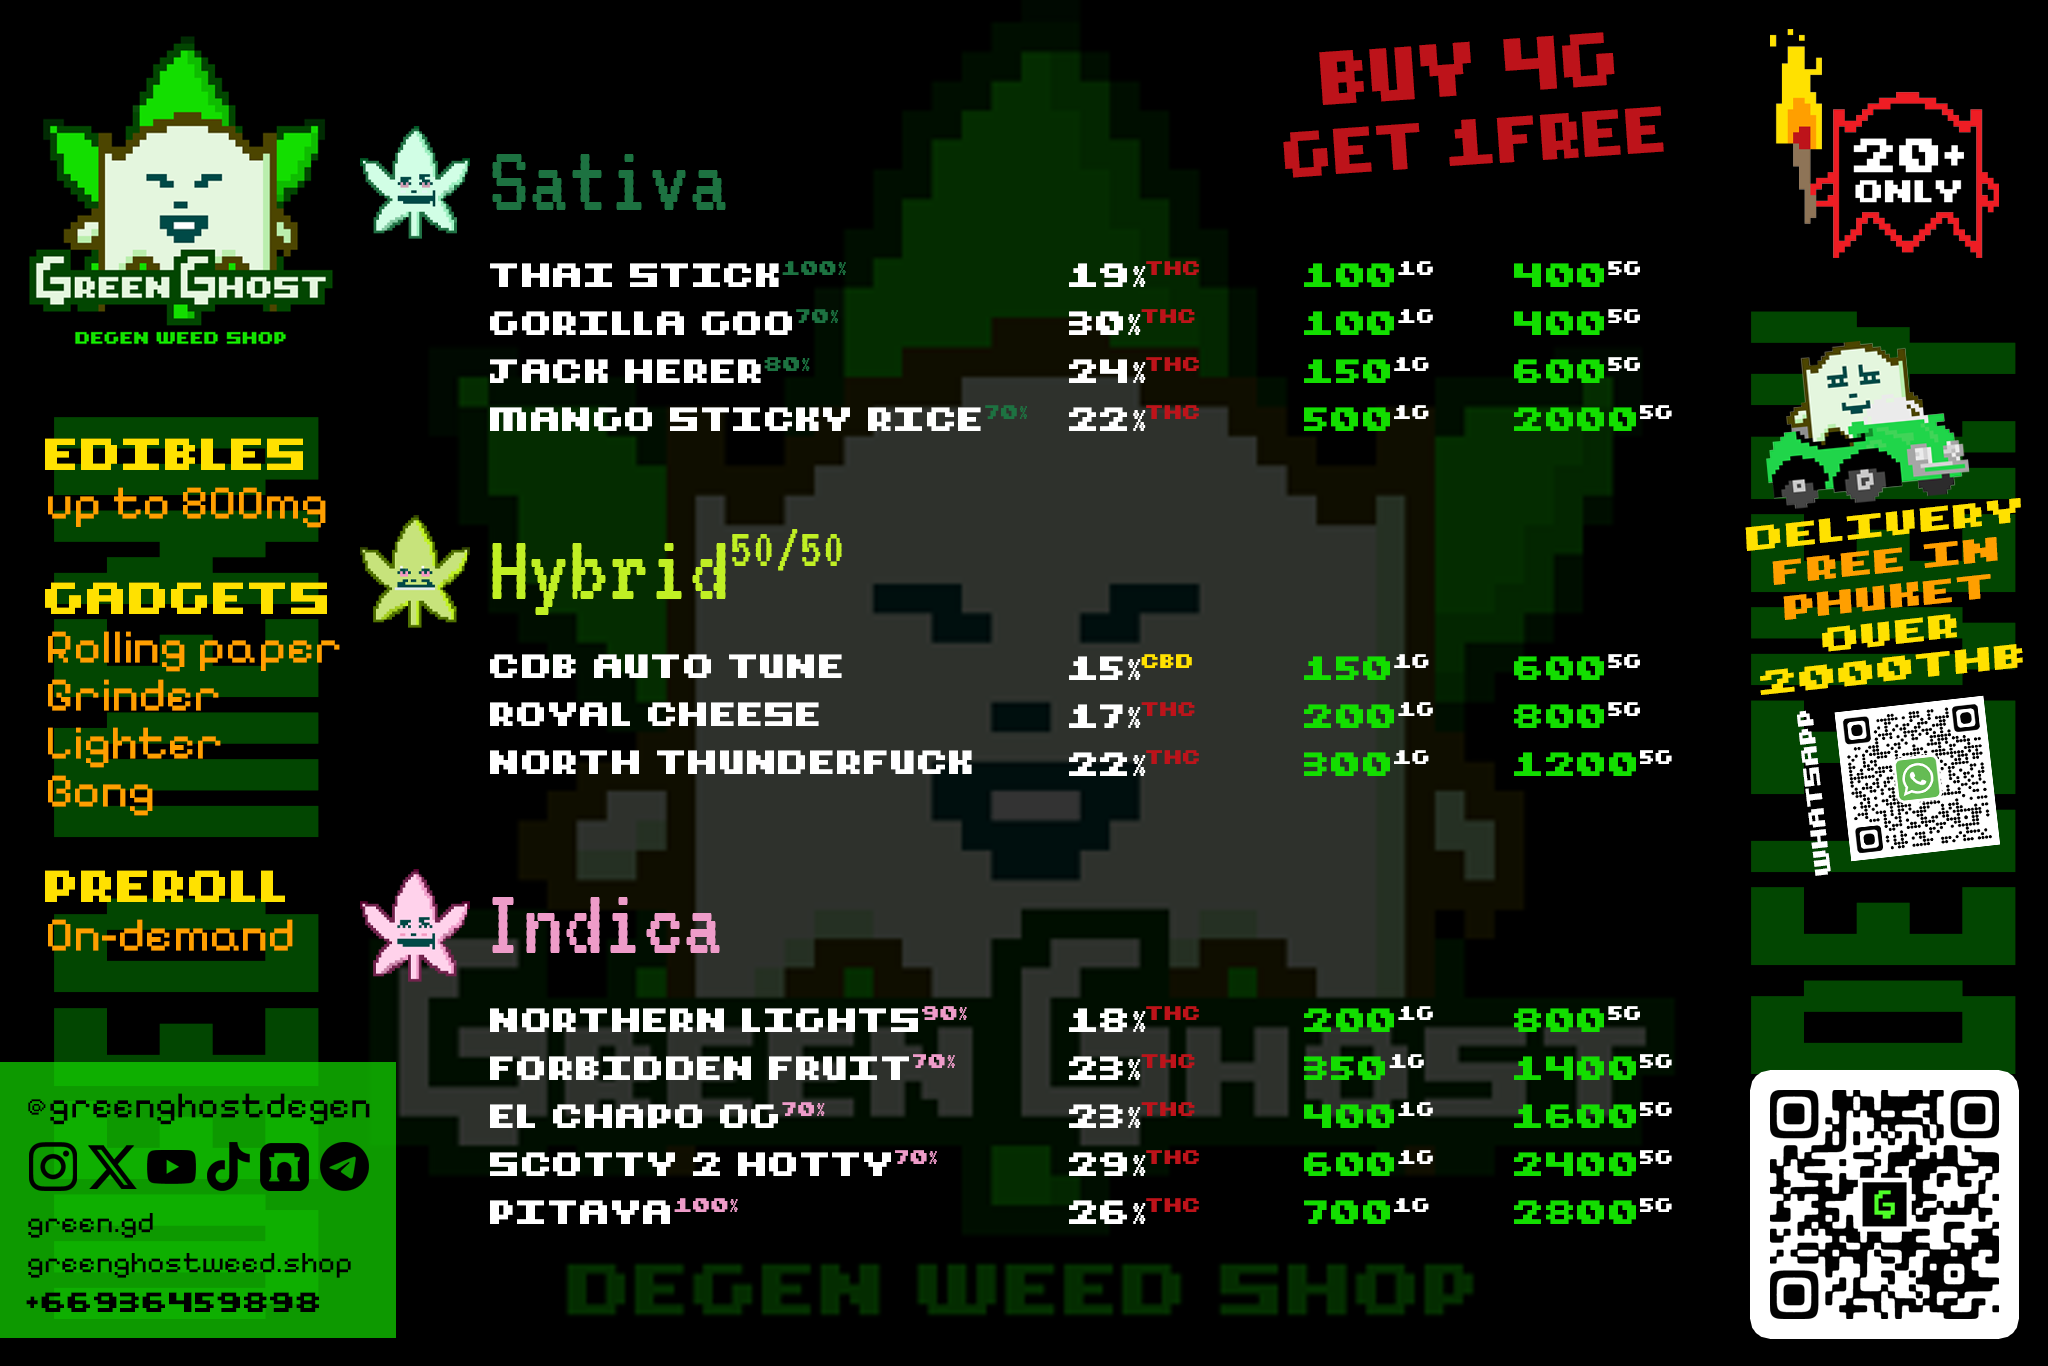 GREEN GHOST
DEGEN WEED SHOP
BUY 4G
GET 1FREE
20+
ONLY
Sativa
THAI STICK100% 19%THC 1001G 4005G
GORILLA GOO70% 30%THC 1001G 4005G
JACK HERER80% 24%THC 1501G 6005G
MANGO STICKY RICE70% 22%THC 5001G 20005G
Hybrid50/50
CDB AUTO TUNE 15%CBD 1501G 6005G
ROYAL CHEESE 17%THC 2001G 8005G
NORTH THUNDERFUCK 22%THC 3001G 12005G
Indica
NORTHERN LIGHTS90% 18%THC 2001G 8005G
FORBIDDEN FRUIT70% 23%THC 3501G 14005G
EL CHAPO OG70% 23%THC 4001G 16005G
SCOTTY 2 HOTTY70% 29%THC 6001G 24005G
PITAYA100% 26%THC 7001G 28005G
EDIBLES
up to 800mg
GADGETS
Rolling paper
Grinder
Lighter
Bong
PREROLL
On-demand
@greenghostdegen
green.gd
greenghostweed.shop
+66936459898
DELIVERY
FREE IN
PHUKET
OVER
2000THB
WHATSAPP
GREEN GHOST
DEGEN WEED SHOP